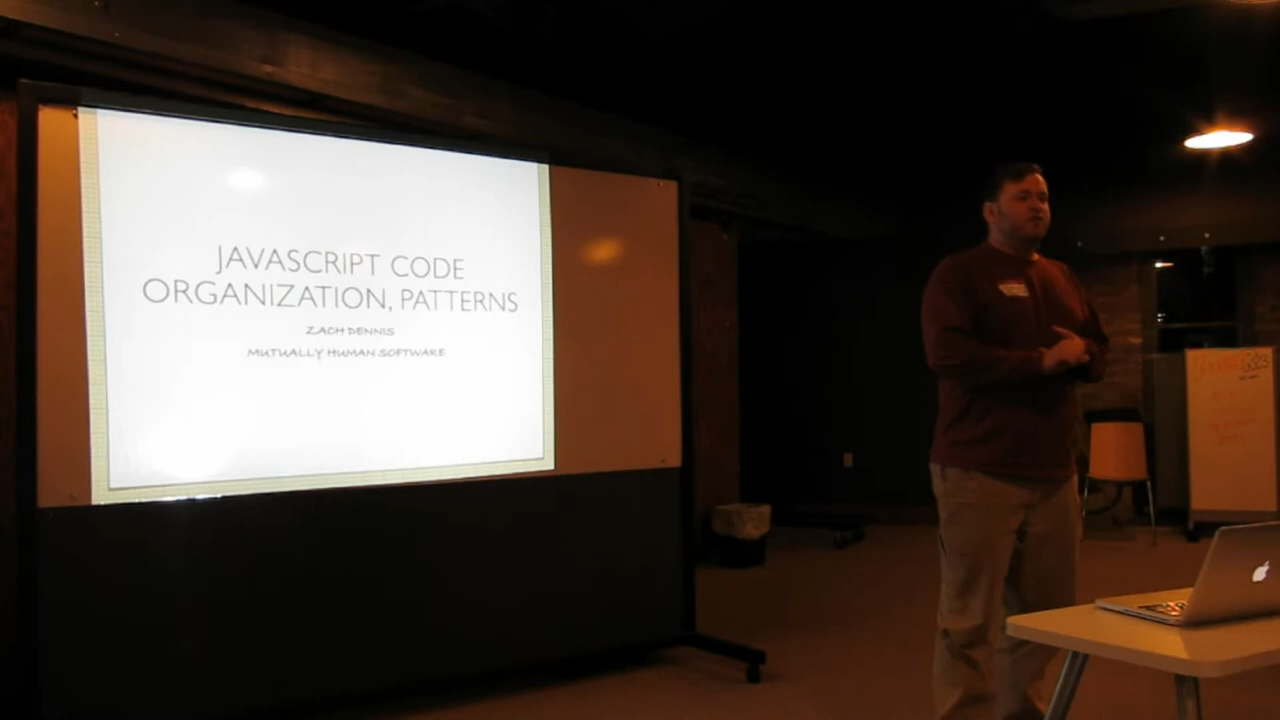 JAVASCRIPT CODE
ORGANIZATION, PATTERNS
ZACH DENNIS
MUTUALLY HUMAN SOFTWARE